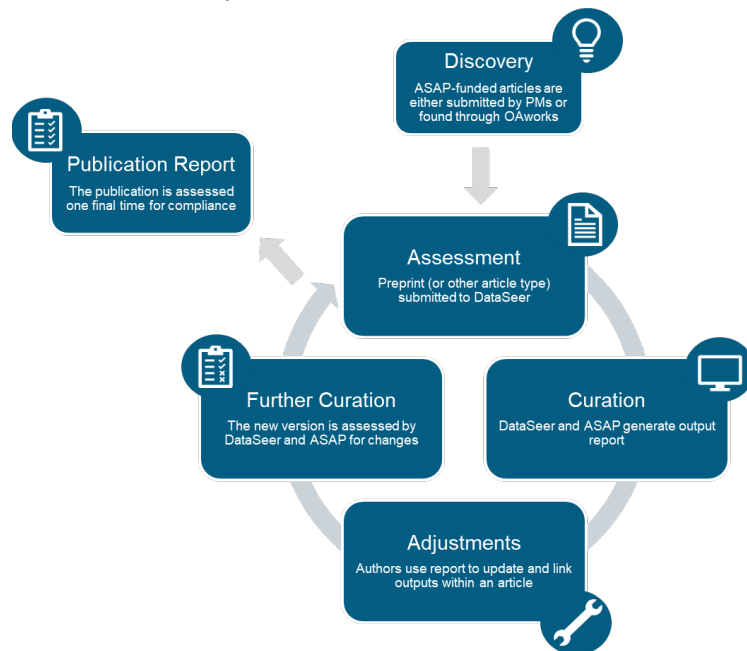 Discovery
ASAP-funded articles are
either submitted by PMs or
found through OAworks
Publication Report
The publication is assessed
one final time for compliance
Assessment
Preprint (or other article type)
submitted to DataSeer
Curation
DataSeer and ASAP generate output
report
Adjustments
Authors use report to update and link
outputs within an article
Further Curation
The new version is assessed by
DataSeer and ASAP for changes